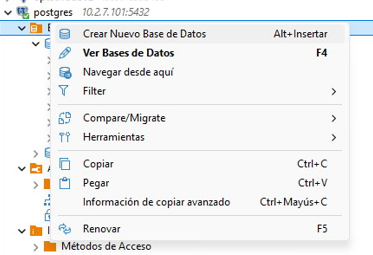 postgres 10.2.7.101:5432
Crear Nuevo Base de Datos Alt+Insertar
Ver Bases de Datos F4
Navegar desde aquí
Filter
Compare/Migrate
Herramientas
Copiar Ctrl+C
Pegar Ctrl+V
Información de copiar avanzado Ctrl+Mayús+C
Renovar F5
Métodos de Acceso